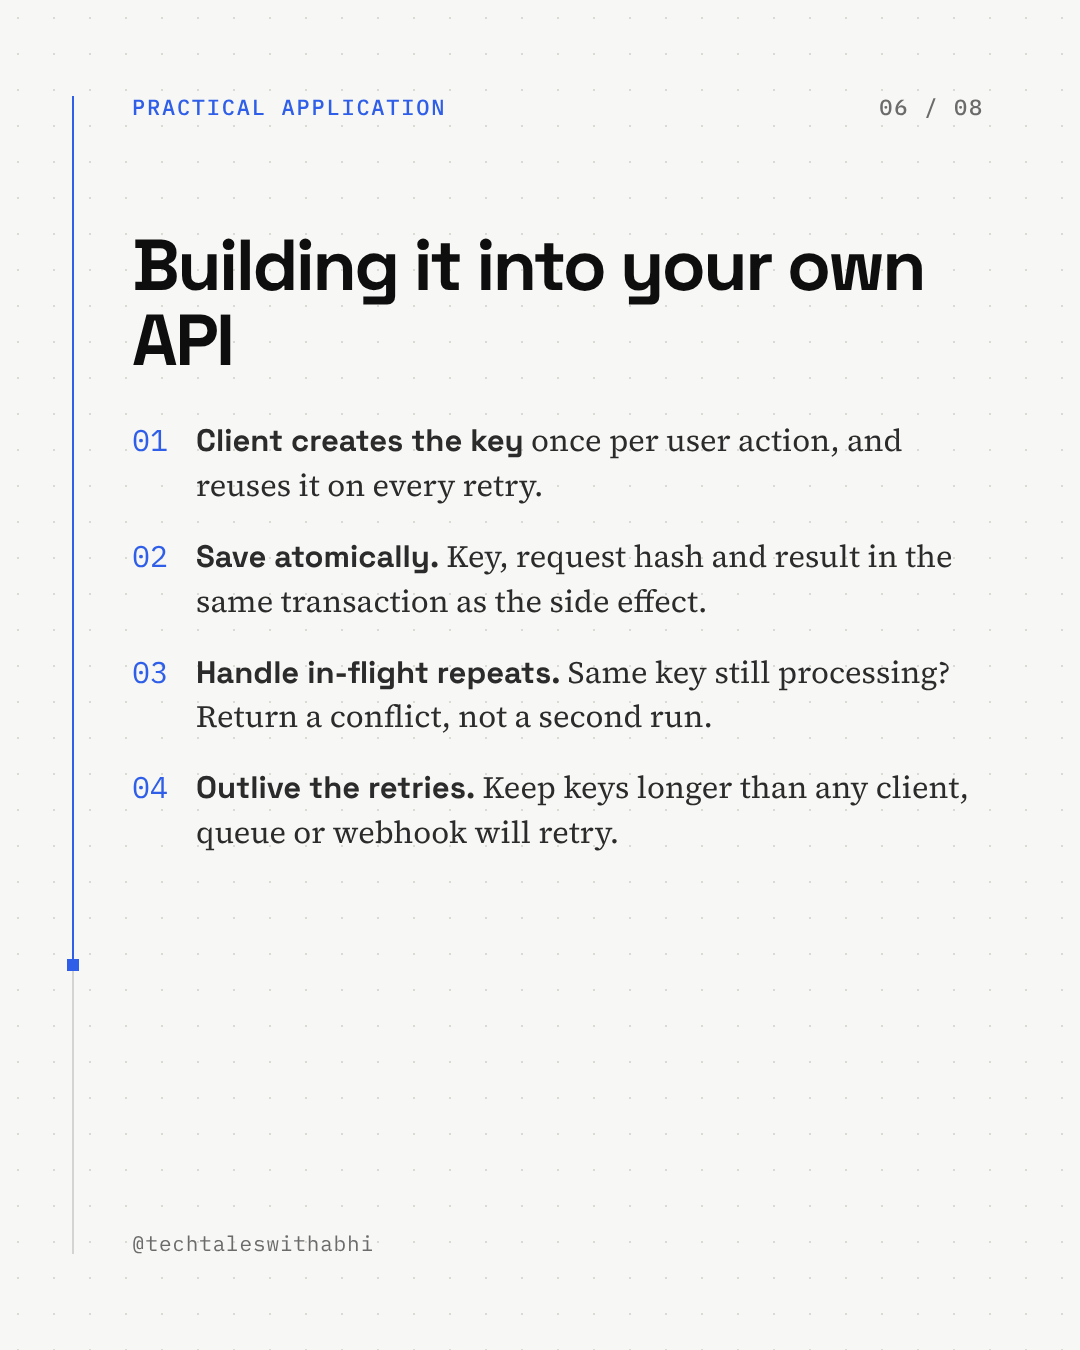 PRACTICAL APPLICATION
06 / 08
Building it into your own
API
01 Client creates the key once per user action, and
reuses it on every retry.
02 Save atomically. Key, request hash and result in the
same transaction as the side effect.
03 Handle in-flight repeats. Same key still processing?
Return a conflict, not a second run.
04 Outlive the retries. Keep keys longer than any client,
queue or webhook will retry.
@techtaleswithabhi